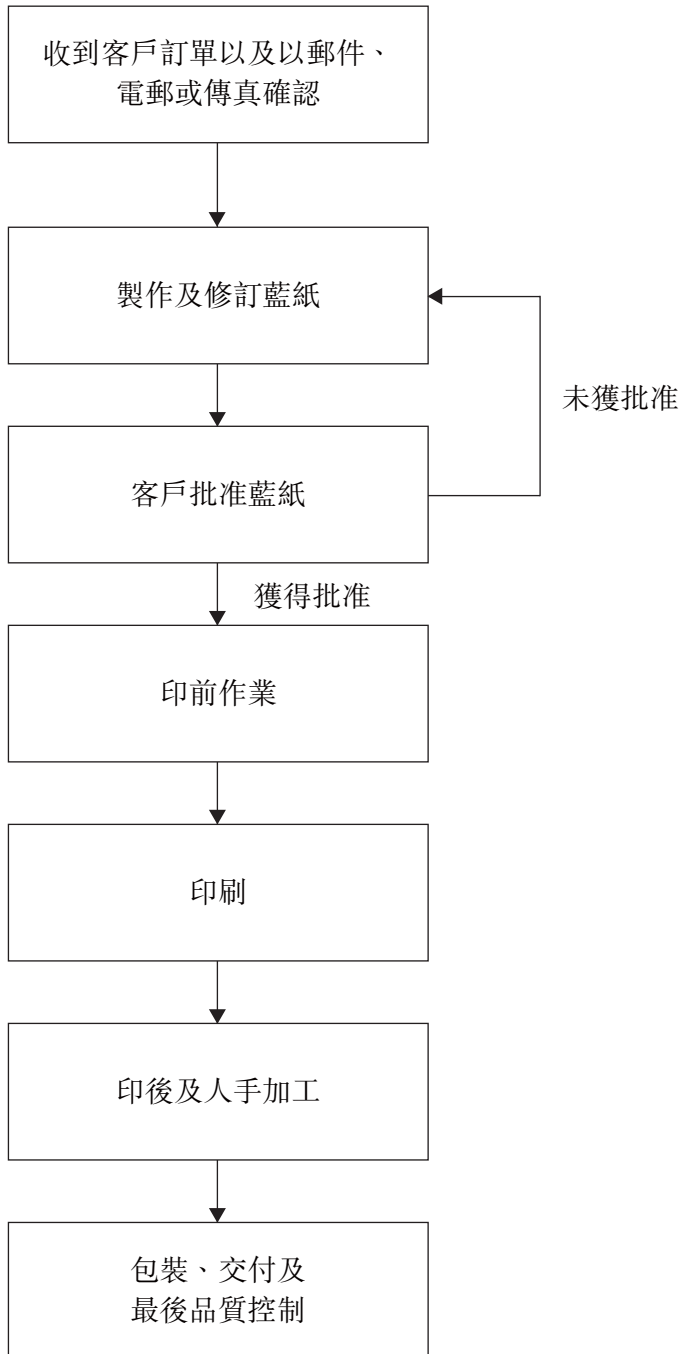 收到客戶訂單以及以郵件、
電郵或傳真確認
製作及修訂藍紙
未獲批准
客戶批准藍紙
獲得批准
印前作業
印刷
印後及人手加工
包裝、交付及
最後品質控制